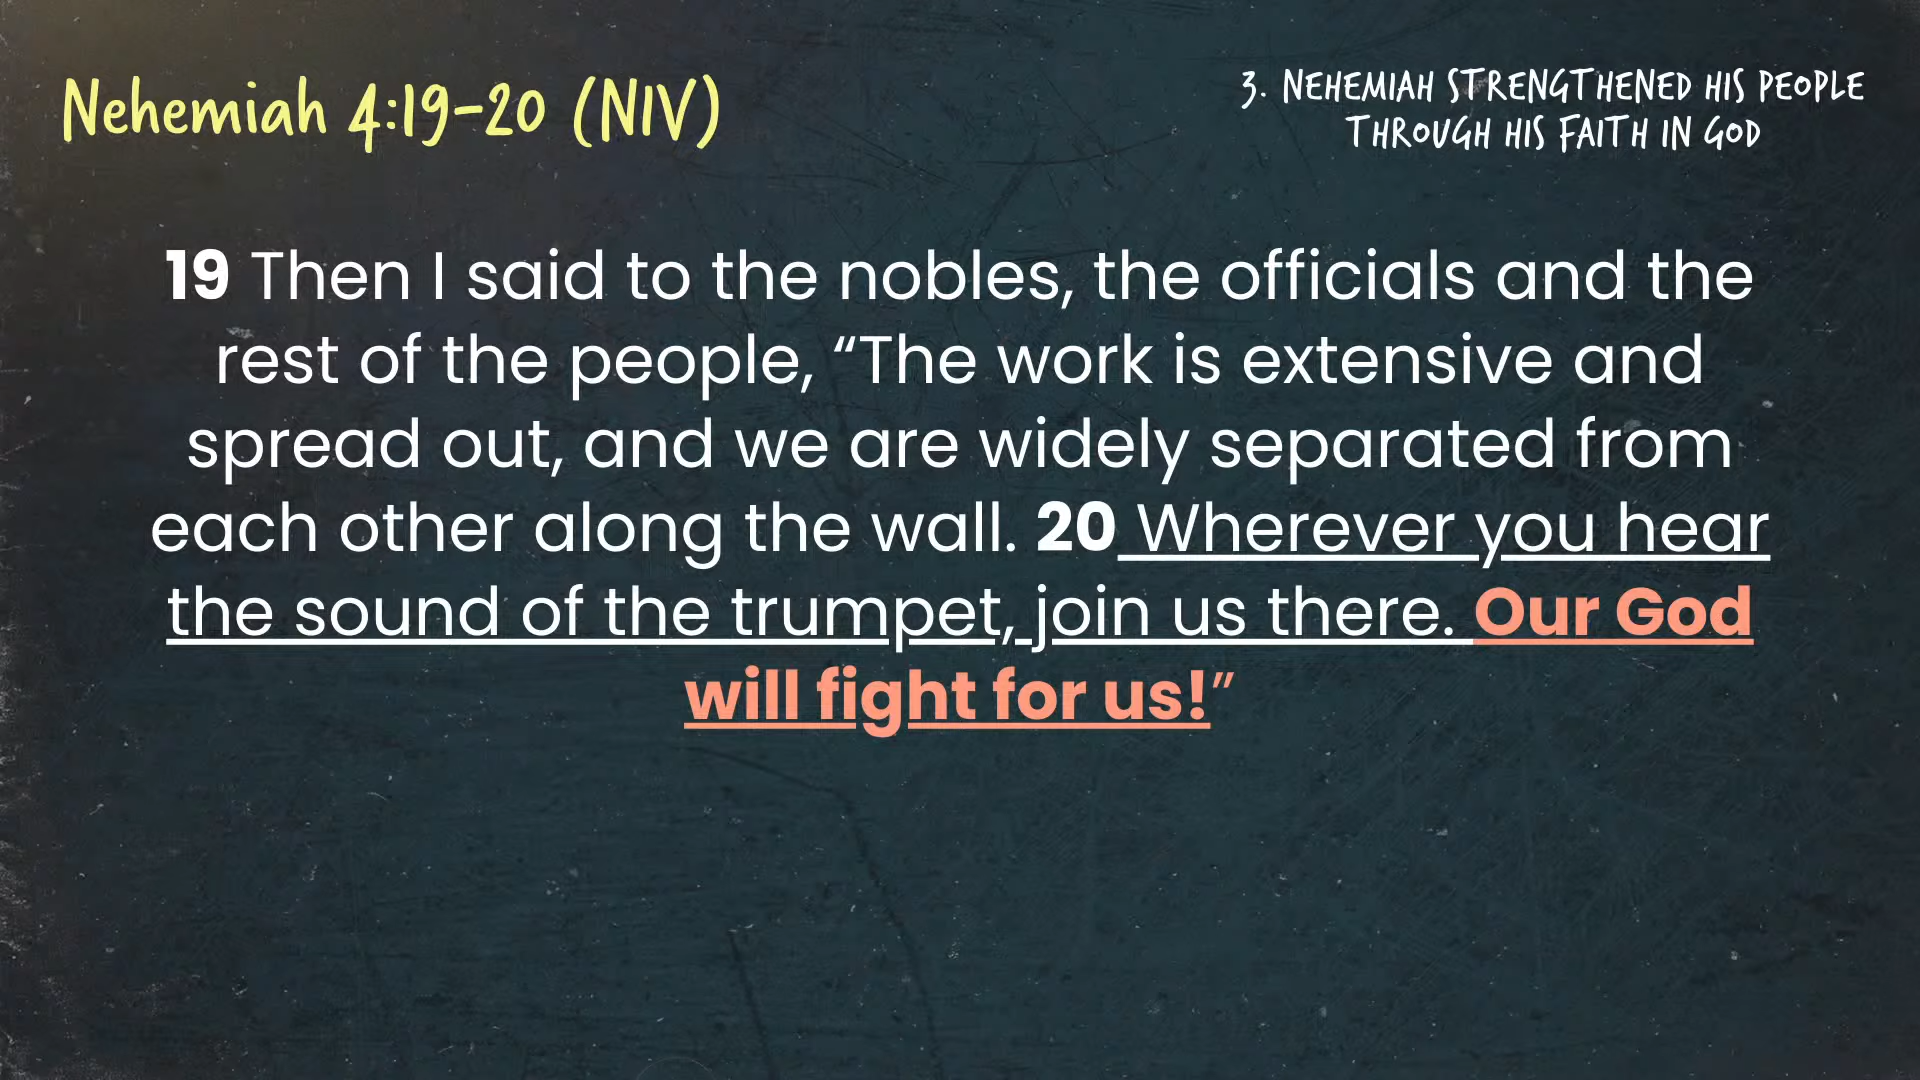 Nehemiah 4:19-20 (NIV)
3. NEHEMIAH STRENGTHENED HIS PEOPLE
THROUGH HIS FAITH IN GOD
19 Then I said to the nobles, the officials and the
rest of the people, “The work is extensive and
spread out, and we are widely separated from
each other along the wall. 20 Wherever you hear
the sound of the trumpet, join us there. Our God
will fight for us!”